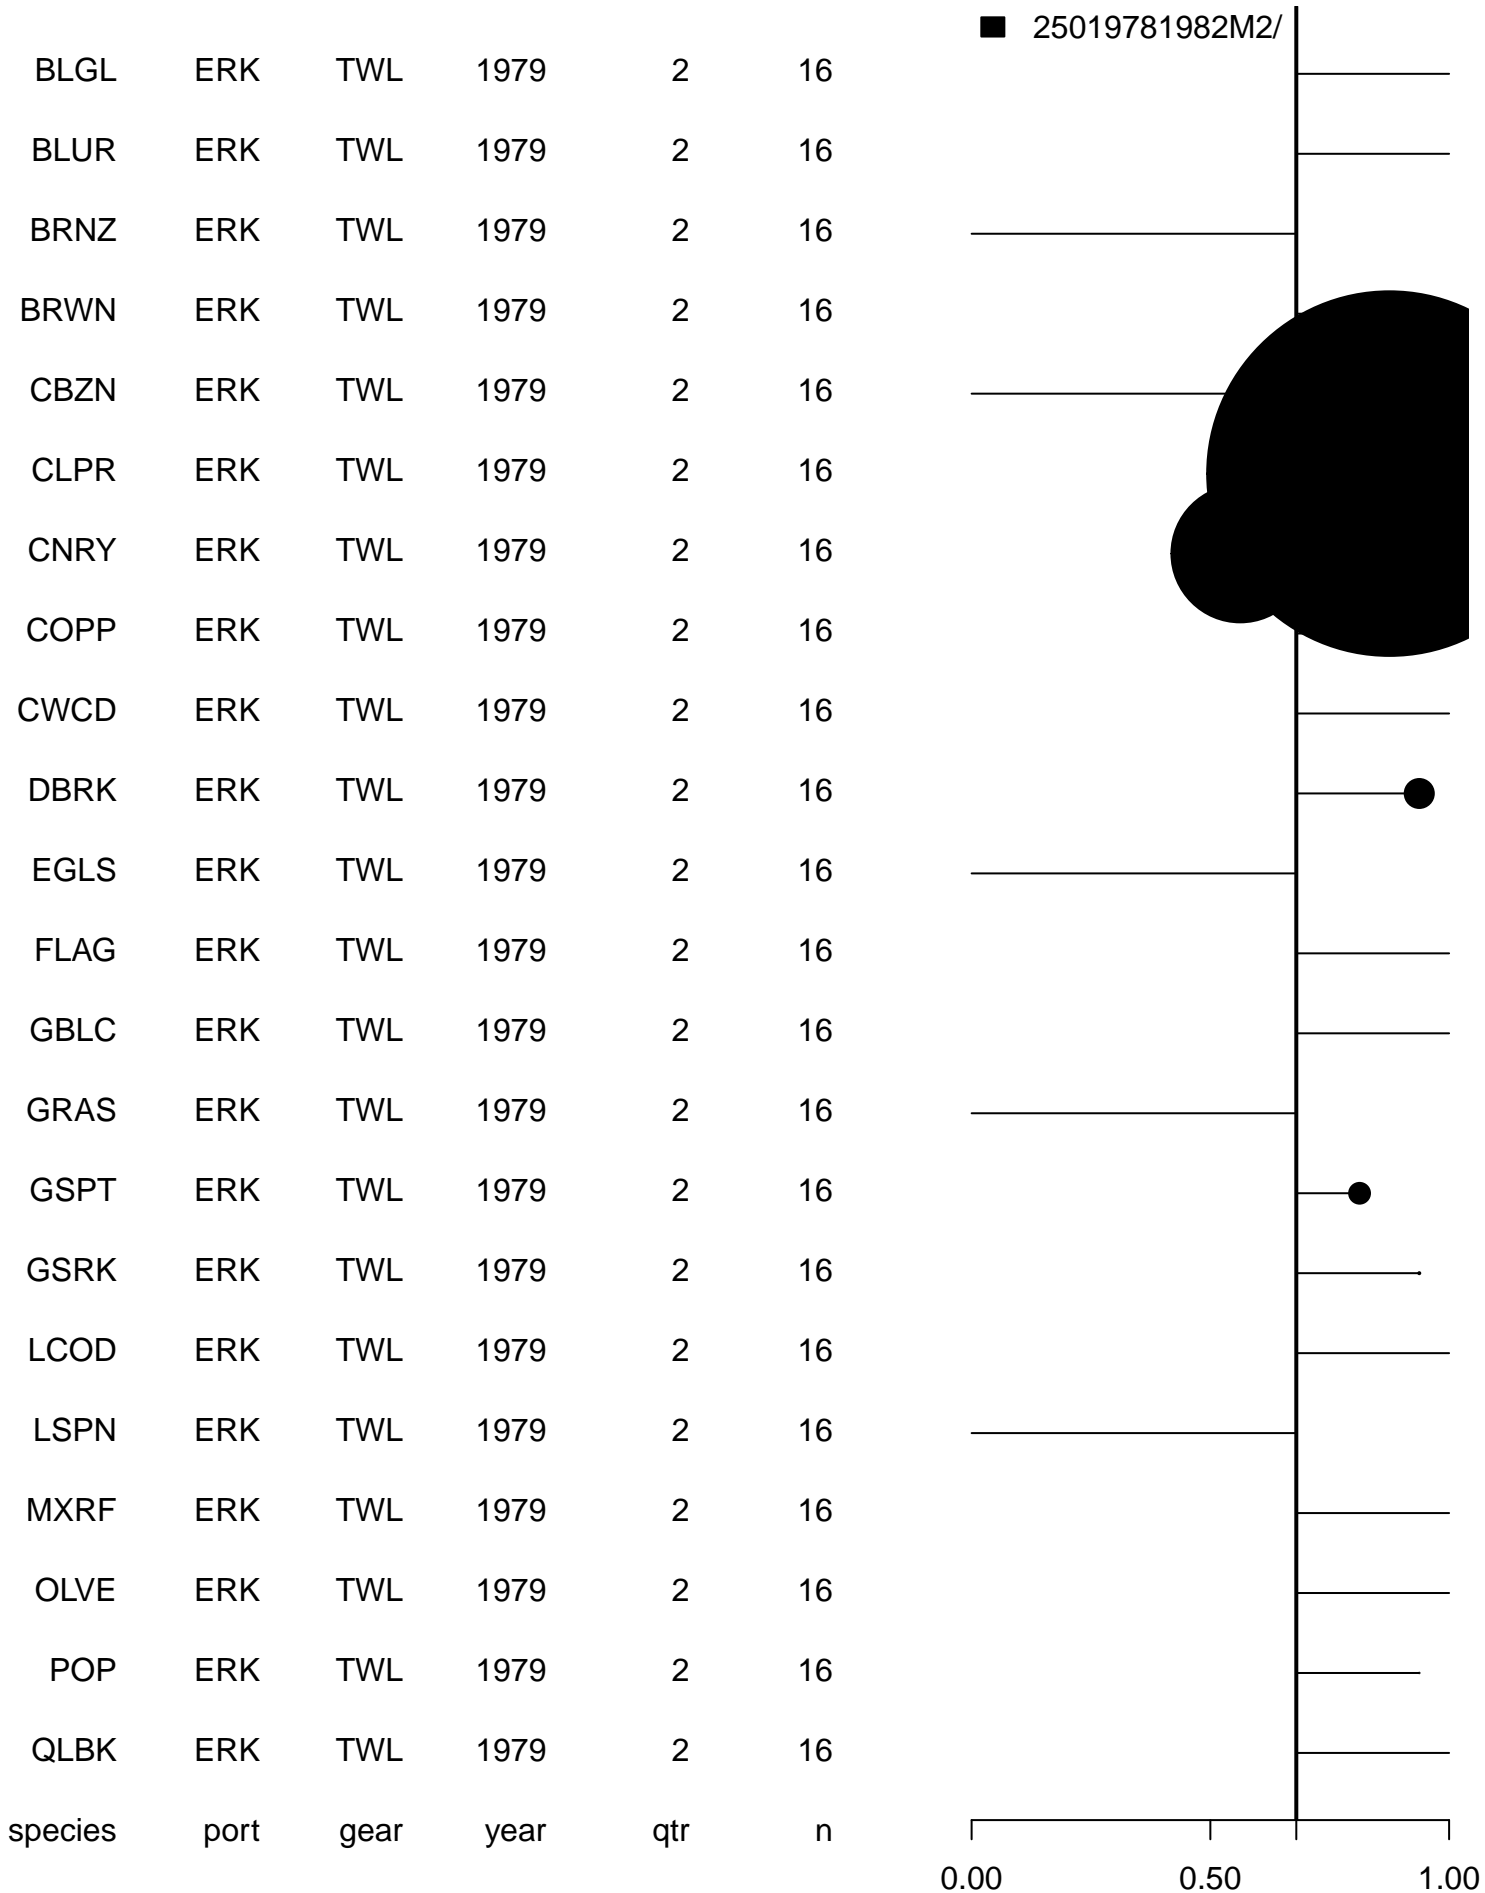 25019781982M2/
BLGL ERK TWL 1979 2 16
BLUR ERK TWL 1979 2 16
BRNZ ERK TWL 1979 2 16
BRWN ERK TWL 1979 2 16
CBZN ERK TWL 1979 2 16
CLPR ERK TWL 1979 2 16
CNRY ERK TWL 1979 2 16
COPP ERK TWL 1979 2 16
CWCD ERK TWL 1979 2 16
DBRK ERK TWL 1979 2 16
EGLS ERK TWL 1979 2 16
FLAG ERK TWL 1979 2 16
GBLC ERK TWL 1979 2 16
GRAS ERK TWL 1979 2 16
GSPT ERK TWL 1979 2 16
GSRK ERK TWL 1979 2 16
LCOD ERK TWL 1979 2 16
LSPN ERK TWL 1979 2 16
MXRF ERK TWL 1979 2 16
OLVE ERK TWL 1979 2 16
POP ERK TWL 1979 2 16
QLBK ERK TWL 1979 2 16
species port gear year qtr n
0.00 0.50 1.00